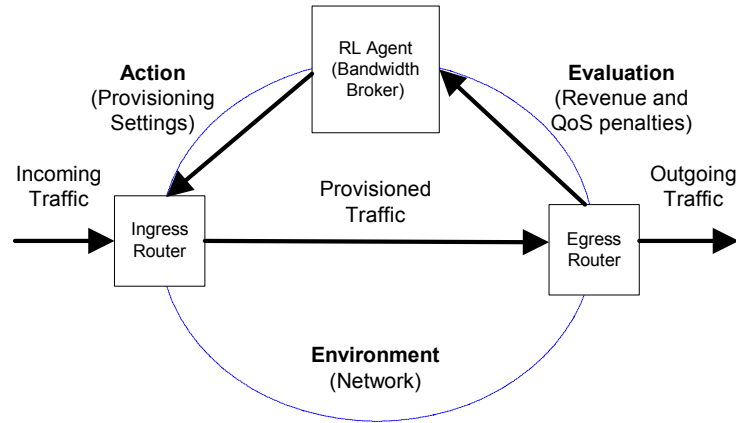 RL Agent
(Bandwidth
Broker)
Action
(Provisioning
Settings)
Evaluation
(Revenue and
QoS penalties)
Incoming
Traffic
Provisioned
Traffic
Outgoing
Traffic
Ingress
Router
Egress
Router
Environment
(Network)